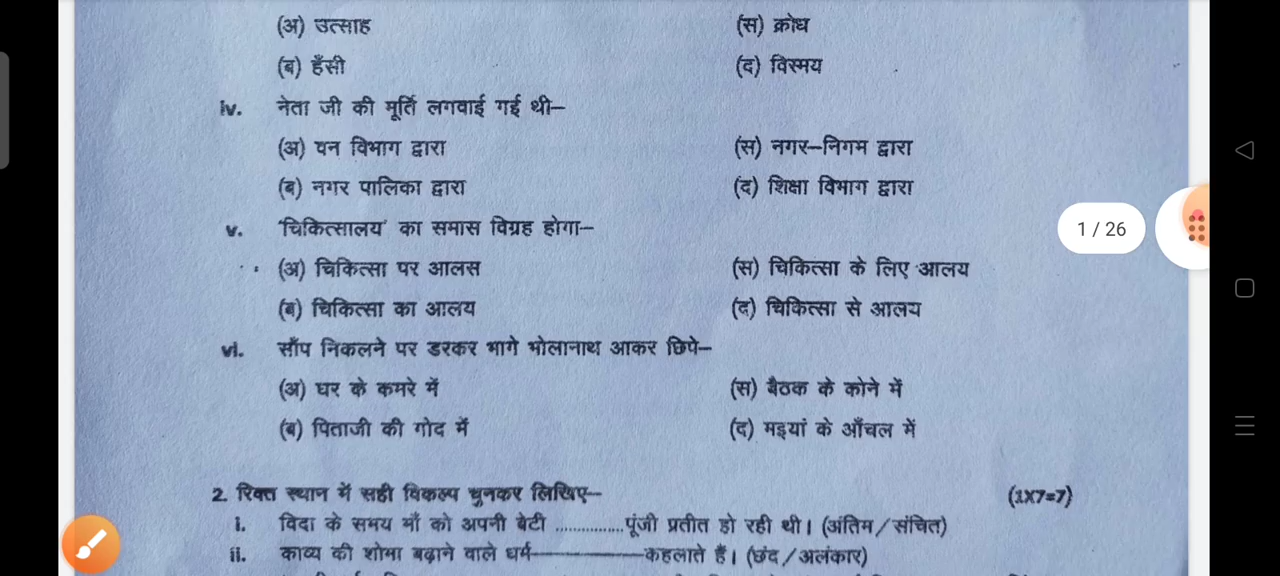 (अ) उत्साह (स) क्रोध
(ब) हँसी (द) विस्मय
iv. नेता जी की मूर्ति लगवाई गई थी—
(अ) वन विभाग द्वारा (स) नगर–निगम द्वारा
(ब) नगर पालिका द्वारा (द) शिक्षा विभाग द्वारा
v. 'चिकित्सालय' का समास विग्रह होगा—
(अ) चिकित्सा पर आलस (स) चिकित्सा के लिए आलय
(ब) चिकित्सा का आलय (द) चिकित्सा से आलय
vi. साँप निकलने पर डरकर भागे भोलानाथ आकर छिपे—
(अ) घर के कमरे में (स) बैठक के कोने में
(ब) पिताजी की गोद में (द) मइयां के आँचल में
2. रिक्त स्थान में सही विकल्प चुनकर लिखिए— (1X7=7)
i. विदा के समय माँ को अपनी बेटी ..............पूंजी प्रतीत हो रही थी। (अंतिम/संचित)
ii. काव्य की शोभा बढ़ाने वाले धर्म——————कहलाते हैं। (छंद/अलंकार)
1 / 26